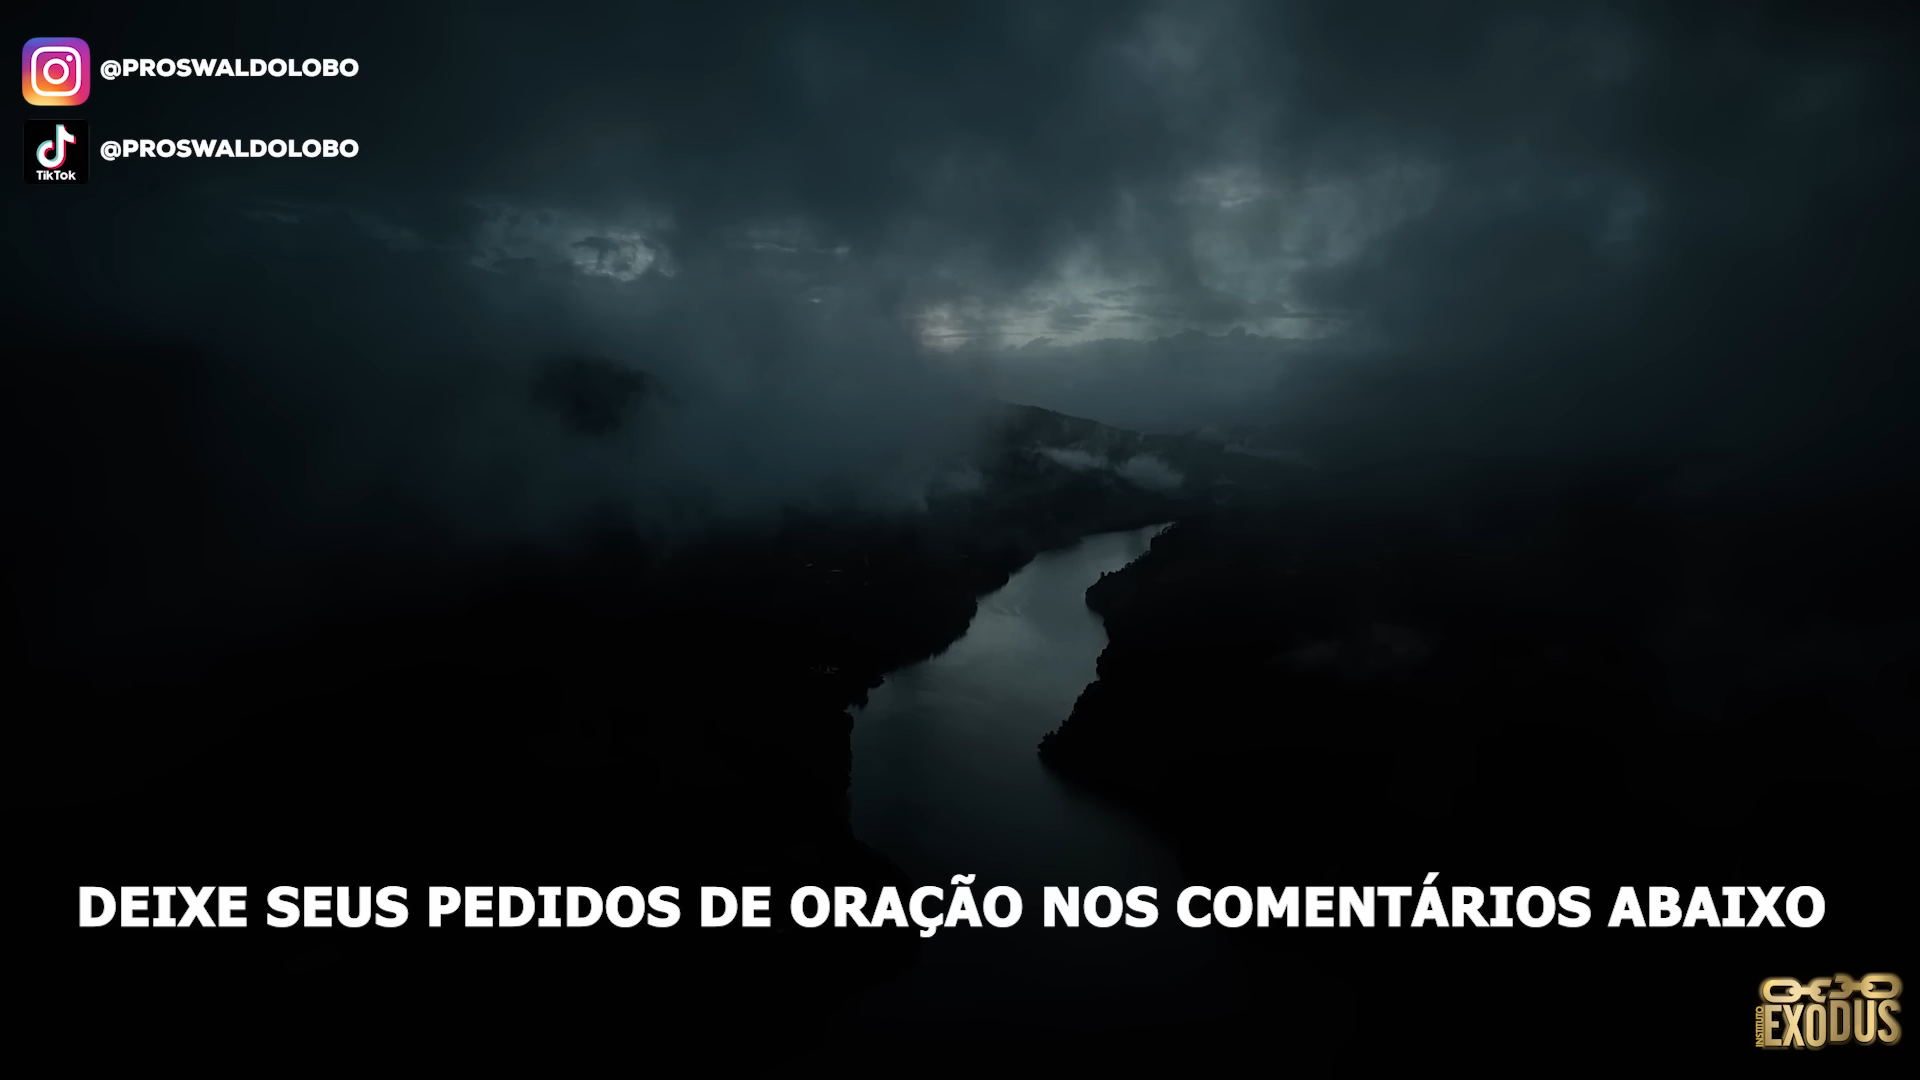 @PROSWALDOLOBO
TikTok
@PROSWALDOLOBO
DEIXE SEUS PEDIDOS DE ORAÇÃO NOS COMENTÁRIOS ABAIXO
INSTITUTO
EXODUS